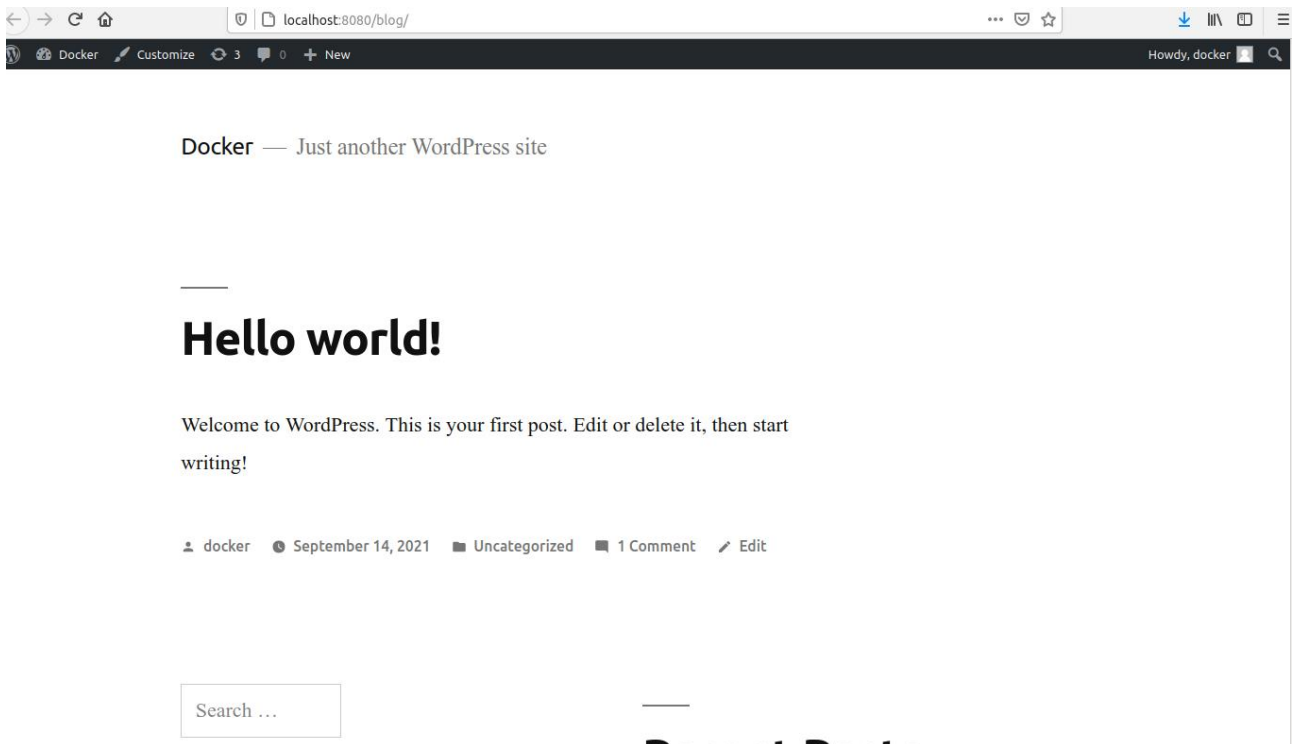 localhost:8080/blog/
Docker Customize 3 0 + New Howdy, docker
Docker — Just another WordPress site
Hello world!
Welcome to WordPress. This is your first post. Edit or delete it, then start
writing!
docker September 14, 2021 Uncategorized 1 Comment Edit
Search …